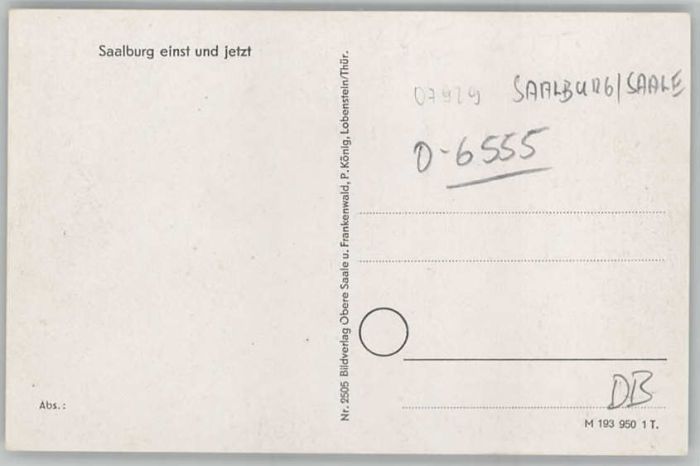 Saalburg einst und jetzt
Abs.:
Nr. 2505 Bildverlag Obere Saale u. Frankenwald, P. König, Lobenstein/Thür.
07929 SAALBURG/SAALE
D-6555
DB
M 193 950 1 T.